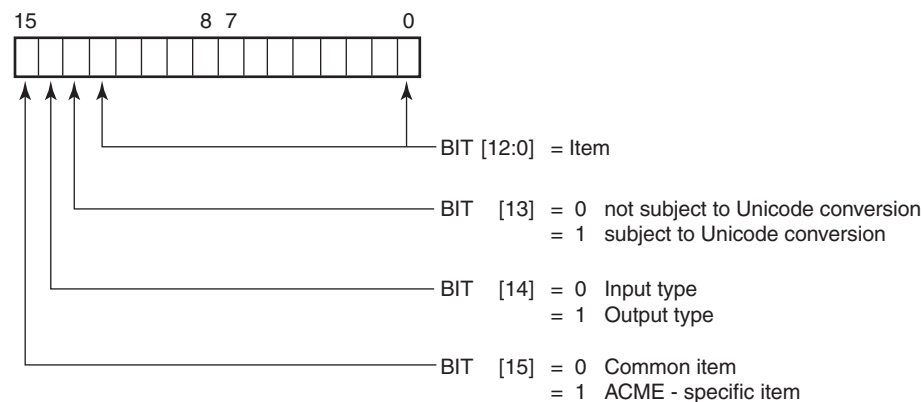 15 8 7 0
BIT [12:0] = Item
BIT [13] = 0 not subject to Unicode conversion
= 1 subject to Unicode conversion
BIT [14] = 0 Input type
= 1 Output type
BIT [15] = 0 Common item
= 1 ACME - specific item